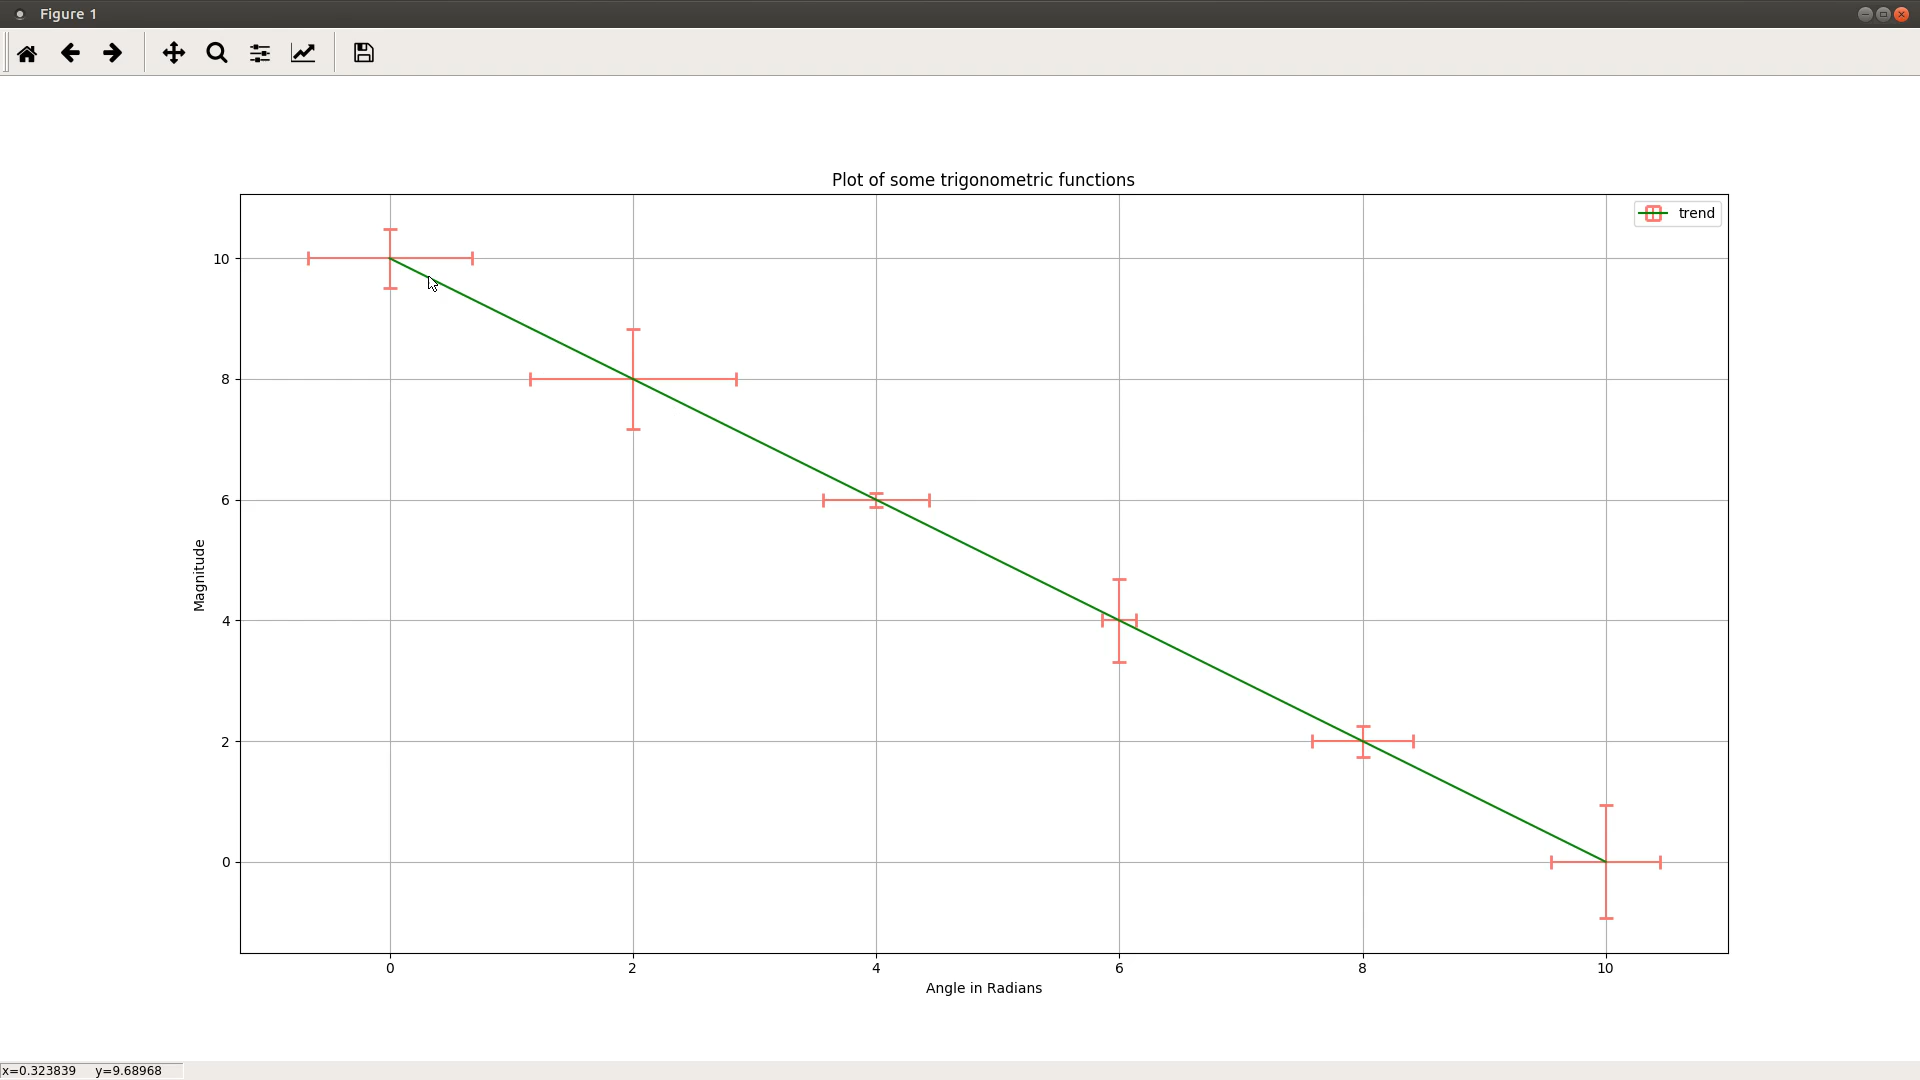 Figure 1
Plot of some trigonometric functions
trend
10
8
6
4
2
0
Magnitude
0 2 4 6 8 10
Angle in Radians
x=0.323839 y=9.68968